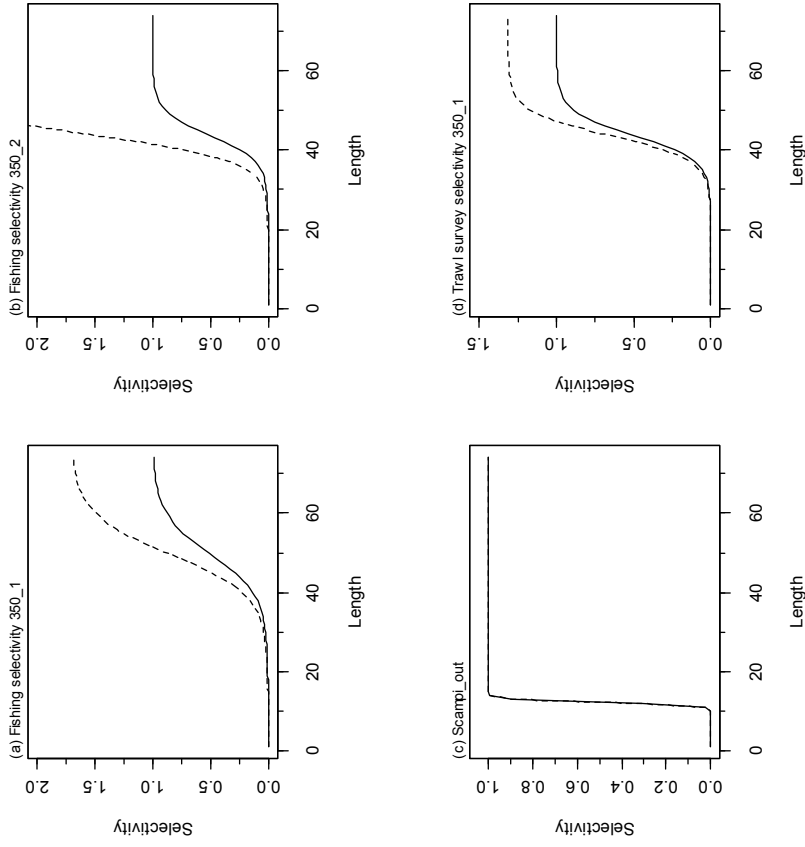 (a) Fishing selectivity 350_1
Selectivity
2.0
1.5
1.0
0.5
0.0
0 20 40 60
Length
(b) Fishing selectivity 350_2
Selectivity
2.0
1.5
1.0
0.5
0.0
0 20 40 60
Length
(c) Scampi_out
Selectivity
1.0
0.8
0.6
0.4
0.2
0.0
0 20 40 60
Length
(d) Trawl survey selectivity 350_1
Selectivity
1.5
1.0
0.5
0.0
0 20 40 60
Length